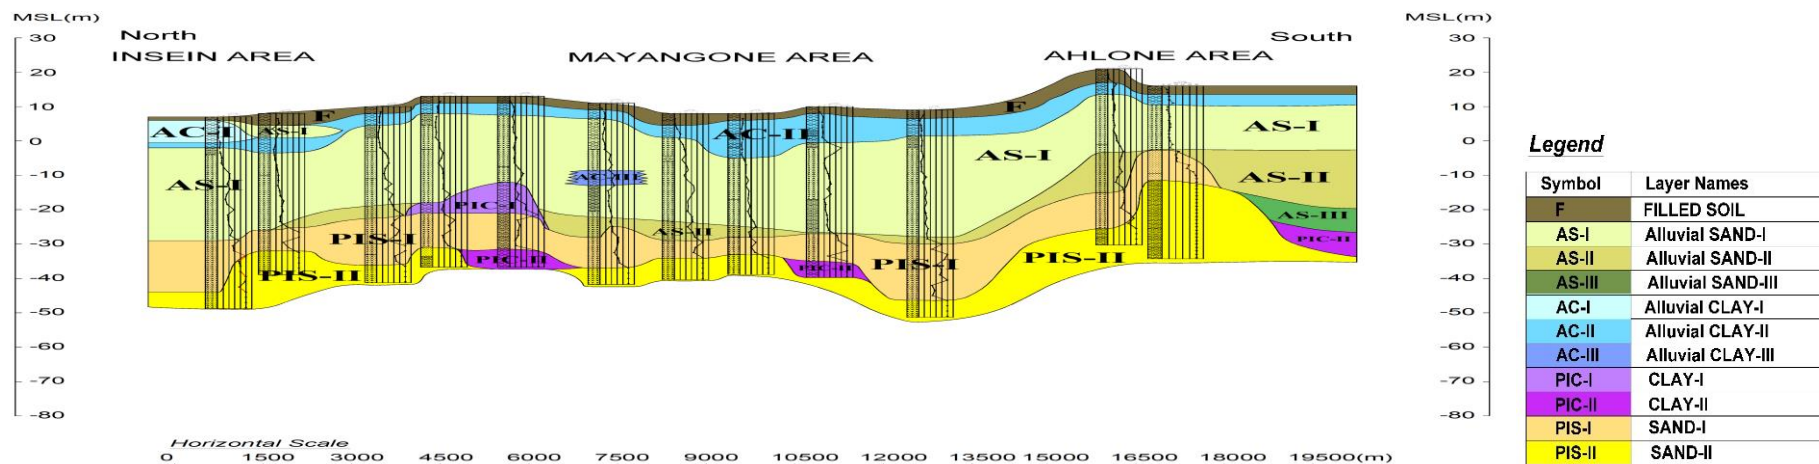 MSL(m)
MSL(m)
North
South
INSEIN AREA
MAYANGONE AREA
AHLONE AREA
30
20
10
0
-10
-20
-30
-40
-50
-60
-70
-80
30
20
10
0
-10
-20
-30
-40
-50
-60
-70
-80
F
F
AC-I
AS-I
AC-II
AS-I
AS-I
AS-I
AS-II
AC-III
PIC-I
AS-III
AS-II
PIS-I
PIC-II
PIS-II
PIC-II
PIC-II
PIS-I
PIS-II
Horizontal Scale
0 1500 3000 4500 6000 7500 9000 10500 12000 13500 15000 16500 18000 19500(m)
Legend
Symbol Layer Names
F FILLED SOIL
AS-I Alluvial SAND-I
AS-II Alluvial SAND-II
AS-III Alluvial SAND-III
AC-I Alluvial CLAY-I
AC-II Alluvial CLAY-II
AC-III Alluvial CLAY-III
PIC-I CLAY-I
PIC-II CLAY-II
PIS-I SAND-I
PIS-II SAND-II